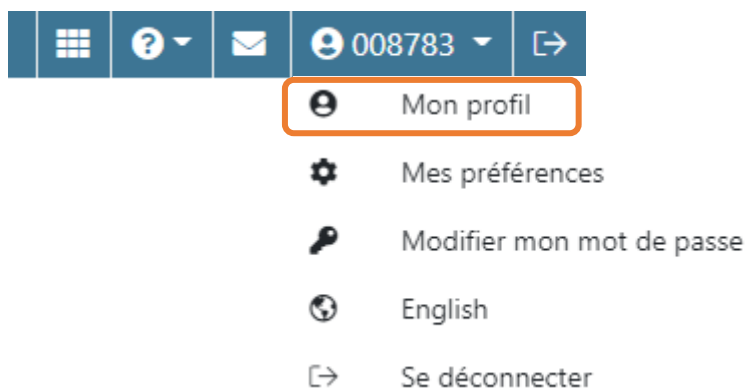 008783
Mon profil
Mes préférences
Modifier mon mot de passe
English
Se déconnecter